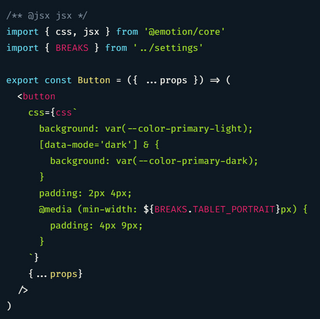 /** @jsx jsx */
import { css, jsx } from '@emotion/core'
import { BREAKS } from '../settings'
export const Button = ({ ...props }) => (
<button
css={css`
background: var(--color-primary-light);
[data-mode='dark'] & {
background: var(--color-primary-dark);
}
padding: 2px 4px;
@media (min-width: ${BREAKS.TABLET_PORTRAIT}px) {
padding: 4px 9px;
}
`}
{...props}
/>
)